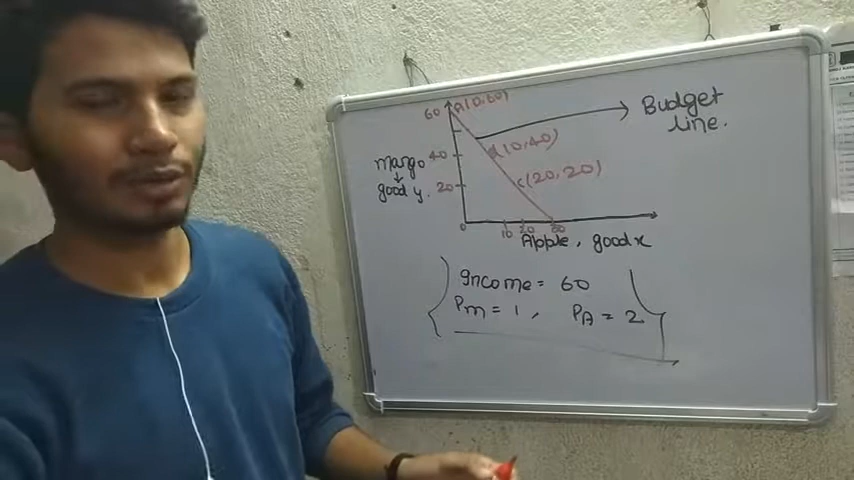 60 a (0,60)
Budget
Line.
b (10,40)
mango 40
c (20,20)
good y. 20
0 10 20 30
Apple, good x
Income = 60
Pm = 1, PA = 2